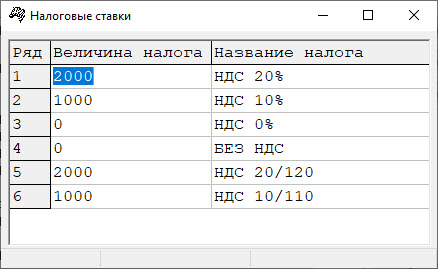 Налоговые ставки
Ряд Величина налога Название налога
1 2000 НДС 20%
2 1000 НДС 10%
3 0 НДС 0%
4 0 БЕЗ НДС
5 2000 НДС 20/120
6 1000 НДС 10/110